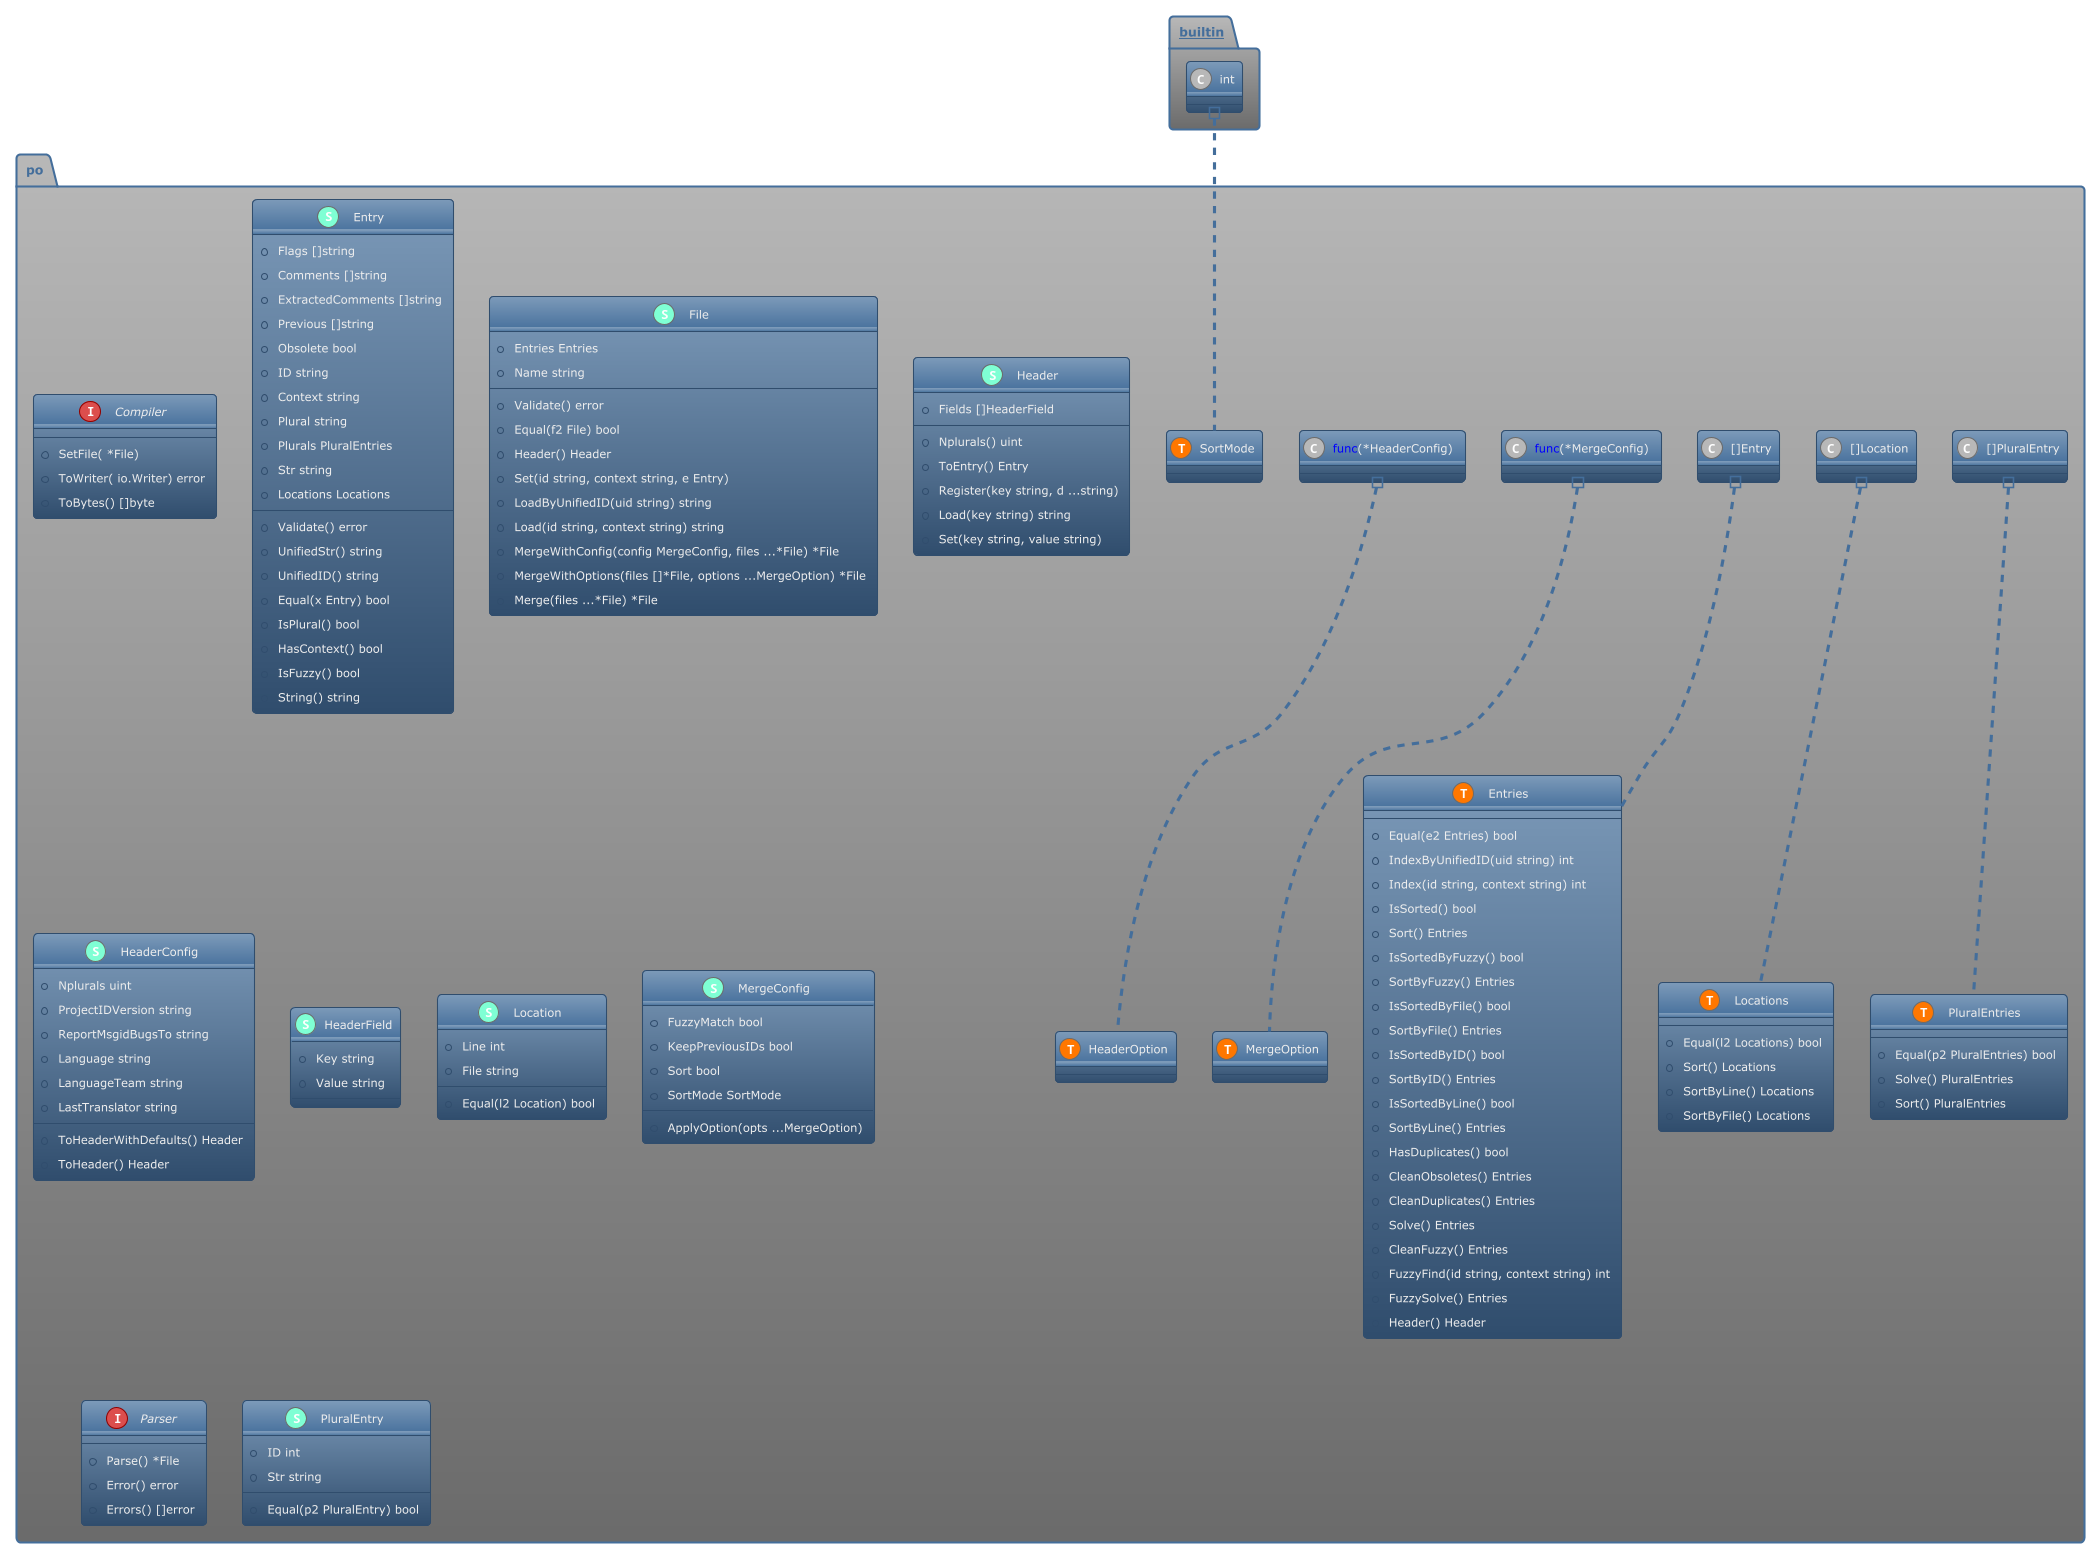 builtin
C int
po
S Entry
Flags []string
Comments []string
ExtractedComments []string
Previous []string
Obsolete bool
ID string
Context string
Plural string
Plurals PluralEntries
Str string
Locations Locations
Validate() error
UnifiedStr() string
UnifiedID() string
Equal(x Entry) bool
IsPlural() bool
HasContext() bool
IsFuzzy() bool
String() string
S File
Entries Entries
Name string
Validate() error
Equal(f2 File) bool
Header() Header
Set(id string, context string, e Entry)
LoadByUnifiedID(uid string) string
Load(id string, context string) string
MergeWithConfig(config MergeConfig, files ...*File) *File
MergeWithOptions(files []*File, options ...MergeOption) *File
Merge(files ...*File) *File
S Header
Fields []HeaderField
Nplurals() uint
ToEntry() Entry
Register(key string, d ...string)
Load(key string) string
Set(key string, value string)
I Compiler
SetFile( *File)
ToWriter( io.Writer) error
ToBytes() []byte
T SortMode
C func(*HeaderConfig)
C func(*MergeConfig)
C []Entry
C []Location
C []PluralEntry
T Entries
Equal(e2 Entries) bool
IndexByUnifiedID(uid string) int
Index(id string, context string) int
IsSorted() bool
Sort() Entries
IsSortedByFuzzy() bool
SortByFuzzy() Entries
IsSortedByFile() bool
SortByFile() Entries
IsSortedByID() bool
SortByID() Entries
IsSortedByLine() bool
SortByLine() Entries
HasDuplicates() bool
CleanObsoletes() Entries
CleanDuplicates() Entries
Solve() Entries
CleanFuzzy() Entries
FuzzyFind(id string, context string) int
FuzzySolve() Entries
Header() Header
S HeaderConfig
Nplurals uint
ProjectIDVersion string
ReportMsgidBugsTo string
Language string
LanguageTeam string
LastTranslator string
ToHeaderWithDefaults() Header
ToHeader() Header
S HeaderField
Key string
Value string
S Location
Line int
File string
Equal(l2 Location) bool
S MergeConfig
FuzzyMatch bool
KeepPreviousIDs bool
Sort bool
SortMode SortMode
ApplyOption(opts ...MergeOption)
T HeaderOption
T MergeOption
T Locations
Equal(l2 Locations) bool
Sort() Locations
SortByLine() Locations
SortByFile() Locations
T PluralEntries
Equal(p2 PluralEntries) bool
Solve() PluralEntries
Sort() PluralEntries
I Parser
Parse() *File
Error() error
Errors() []error
S PluralEntry
ID int
Str string
Equal(p2 PluralEntry) bool